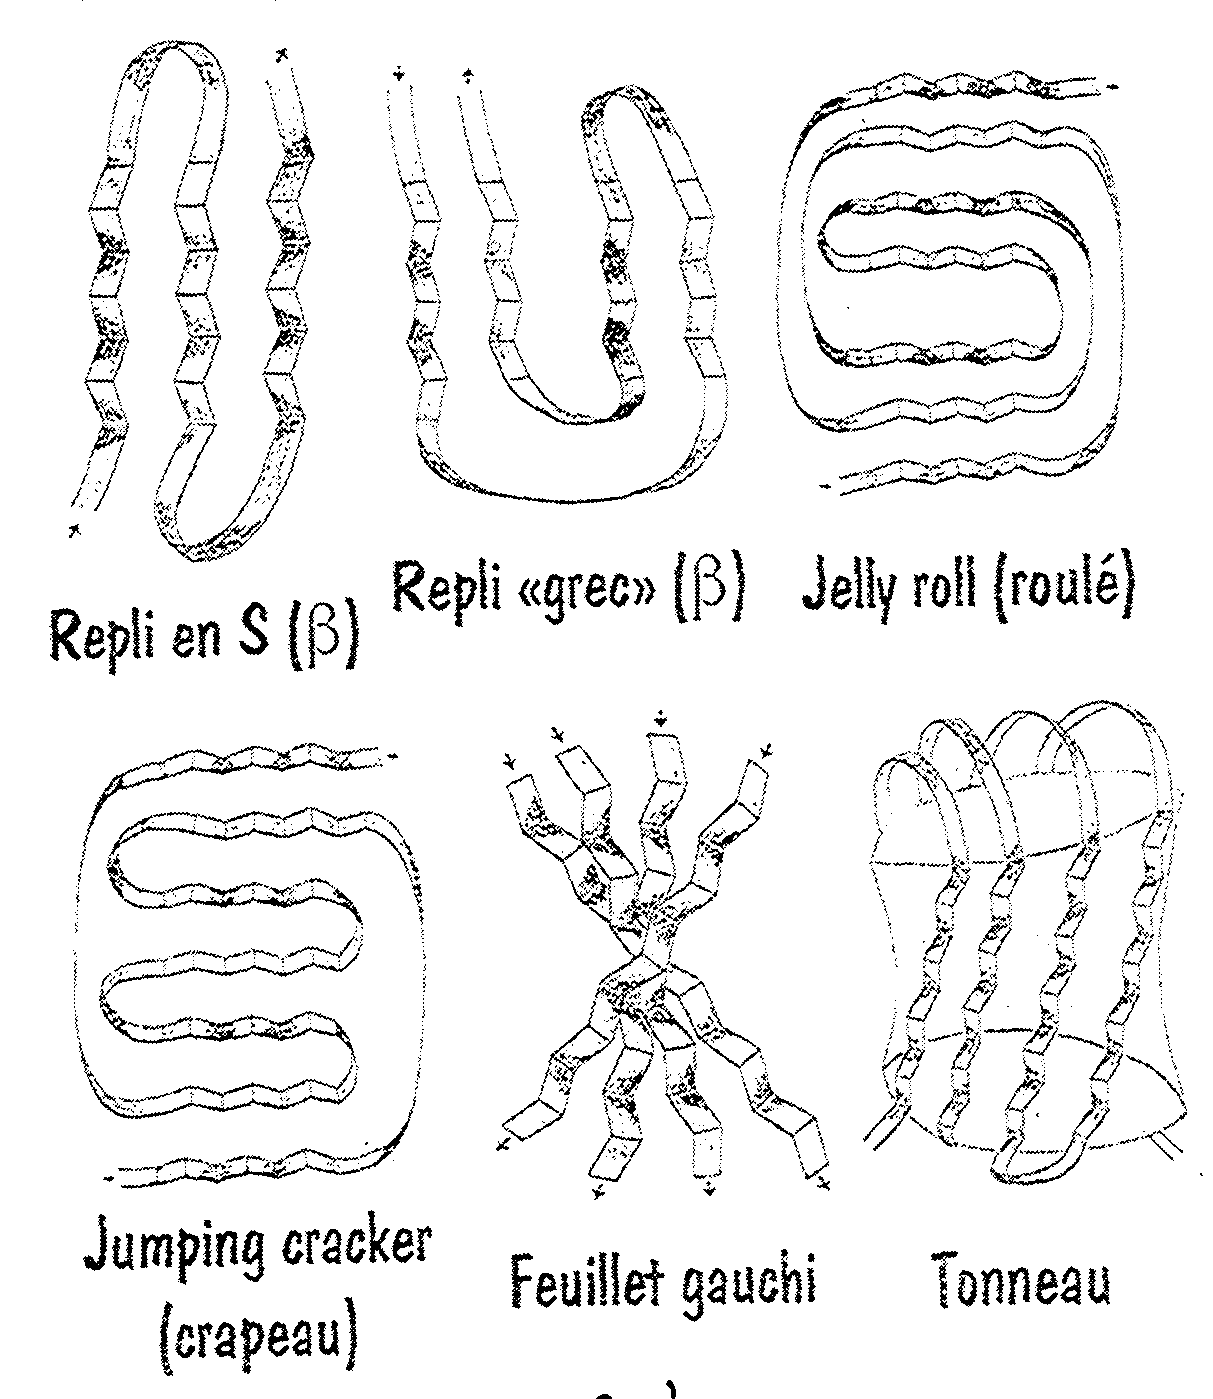 Repli en S (β)
Repli «grec» (β)
Jelly roll (roulé)
Jumping cracker
(crapeau)
Feuillet gauchi
Tonneau